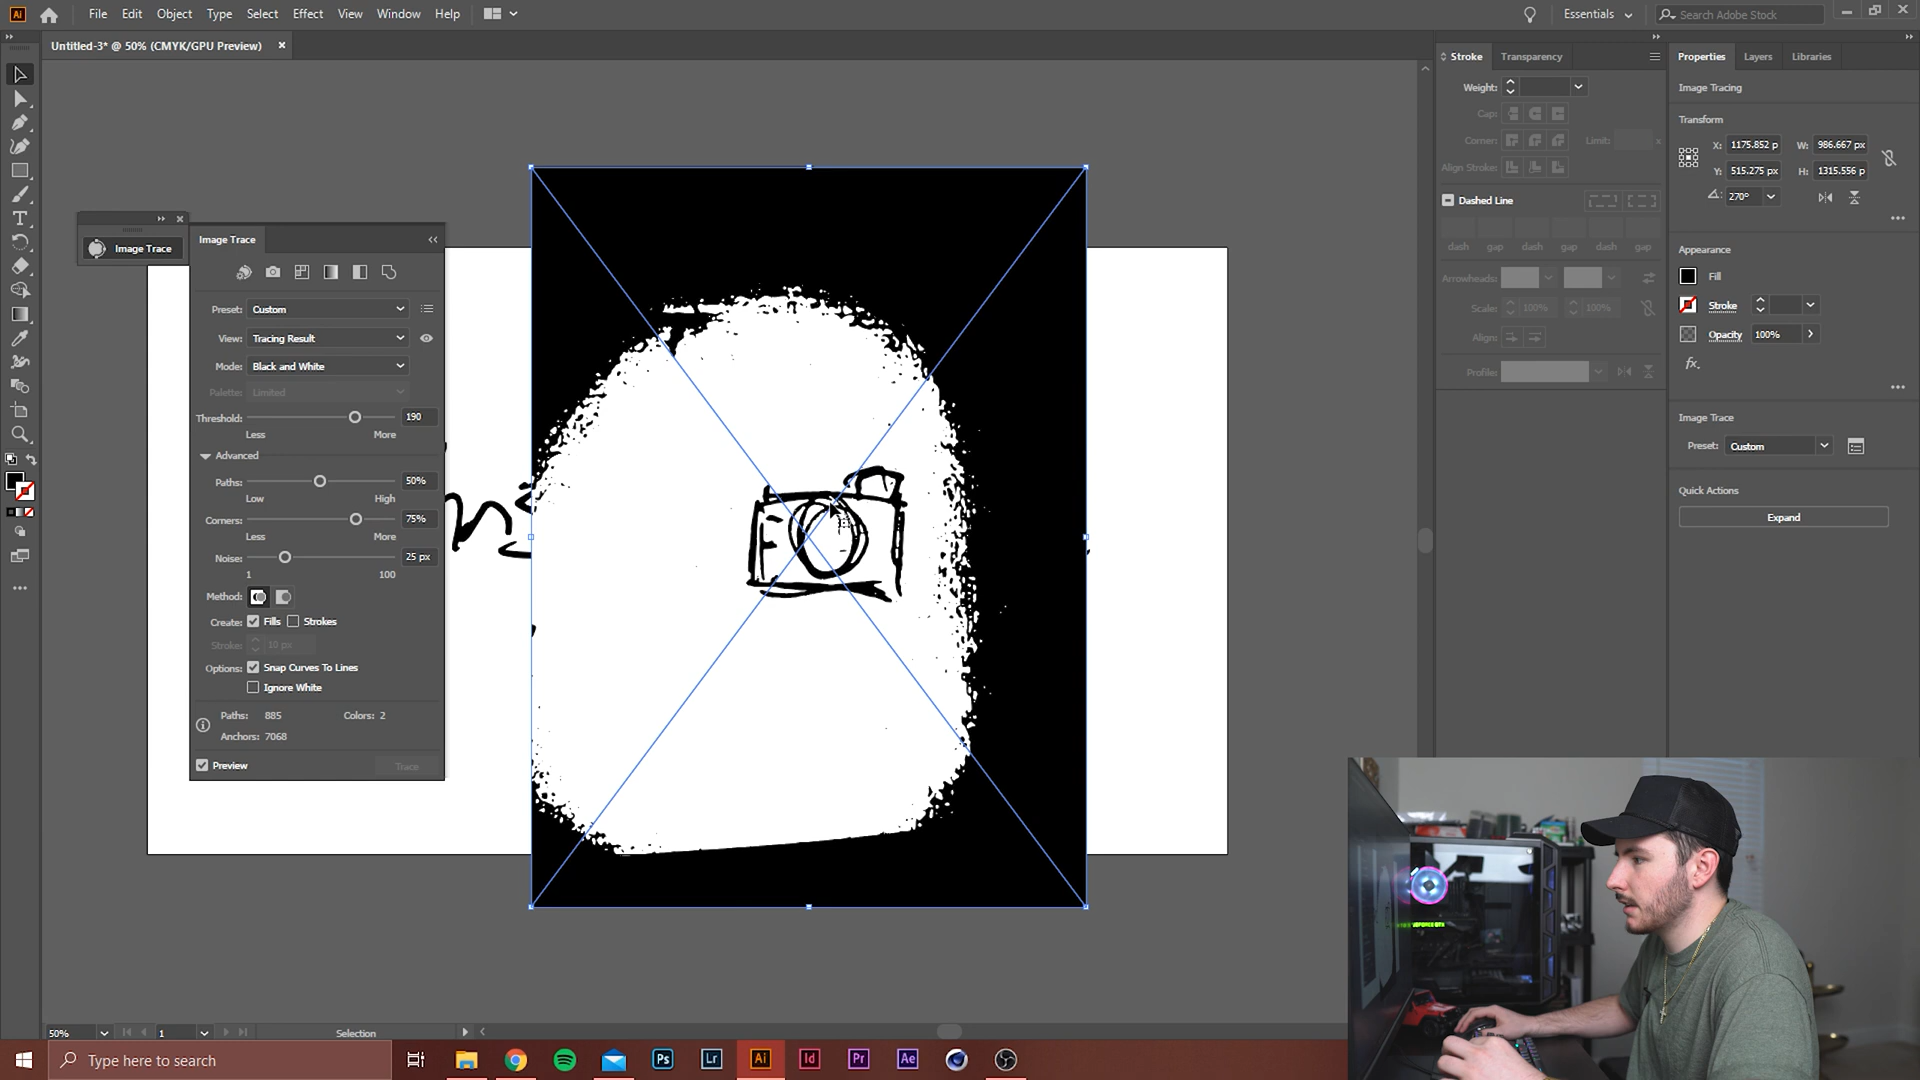 Ai File Edit Object Type Select Effect View Window Help Essentials Search Adobe Stock
Untitled-3* @ 50% (CMYK/GPU Preview)
Image Trace
Image Trace
Preset: Custom
View: Tracing Result
Mode: Black and White
Palette: Limited
Threshold: 190
Less More
Advanced
Paths: 50%
Low High
Corners: 75%
Less More
Noise: 25 px
1 100
Method:
Create: Fills Strokes
Stroke: 10 px
Options: Snap Curves To Lines
Ignore White
Paths: 885 Colors: 2
Anchors: 7068
Preview Trace
Stroke Transparency
Weight:
Cap:
Corner: Limit: x
Align Stroke:
Dashed Line
dash gap dash gap dash gap
Arrowheads:
Scale: 100% 100%
Align:
Profile:
Properties Layers Libraries
Image Tracing
Transform
X: 1175.852 p W: 986.667 px
Y: 515.275 px H: 1315.556 p
270°
Appearance
Fill
Stroke
Opacity 100%
fx.
Image Trace
Preset: Custom
Quick Actions
Expand
50% 1 Selection
Type here to search
Ps Lr Ai Id Pr Ae